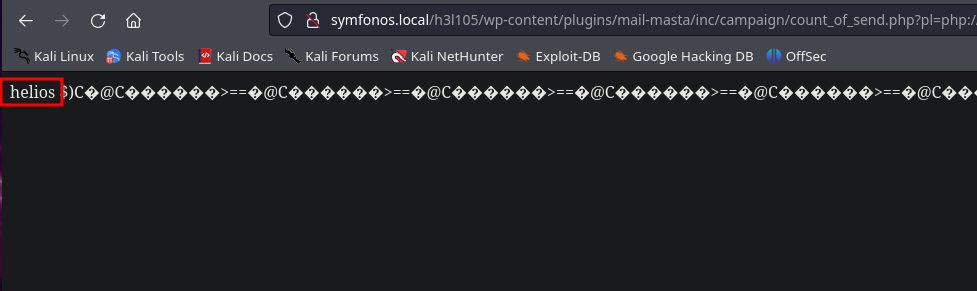 symfonos.local/h3l105/wp-content/plugins/mail-masta/inc/campaign/count_of_send.php?pl=php:/
Kali Linux Kali Tools Kali Docs Kali Forums Kali NetHunter Exploit-DB Google Hacking DB OffSec
helios $)C�@C������>==�@C������>==�@C������>==�@C������>==�@C������>==�@C